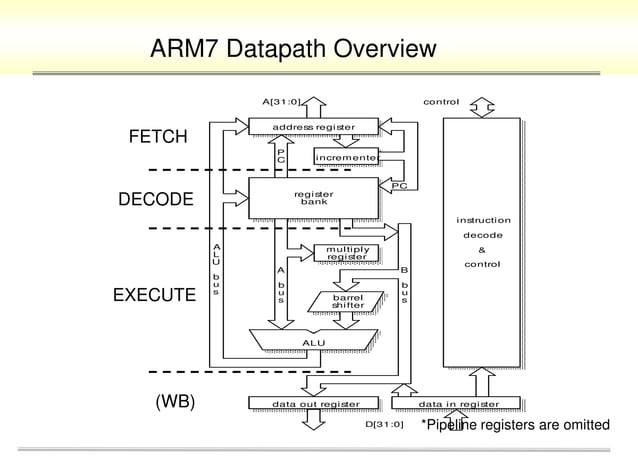 ARM7 Datapath Overview
A[31:0]
control
address register
FETCH
P
C
incremente
PC
DECODE
register
bank
instruction
decode
&
control
A
L
U
b
u
s
multiply
register
A
b
u
s
B
b
u
s
EXECUTE
barrel
shifter
ALU
(WB)
data out register
data in register
D[31:0]
*Pipeline registers are omitted